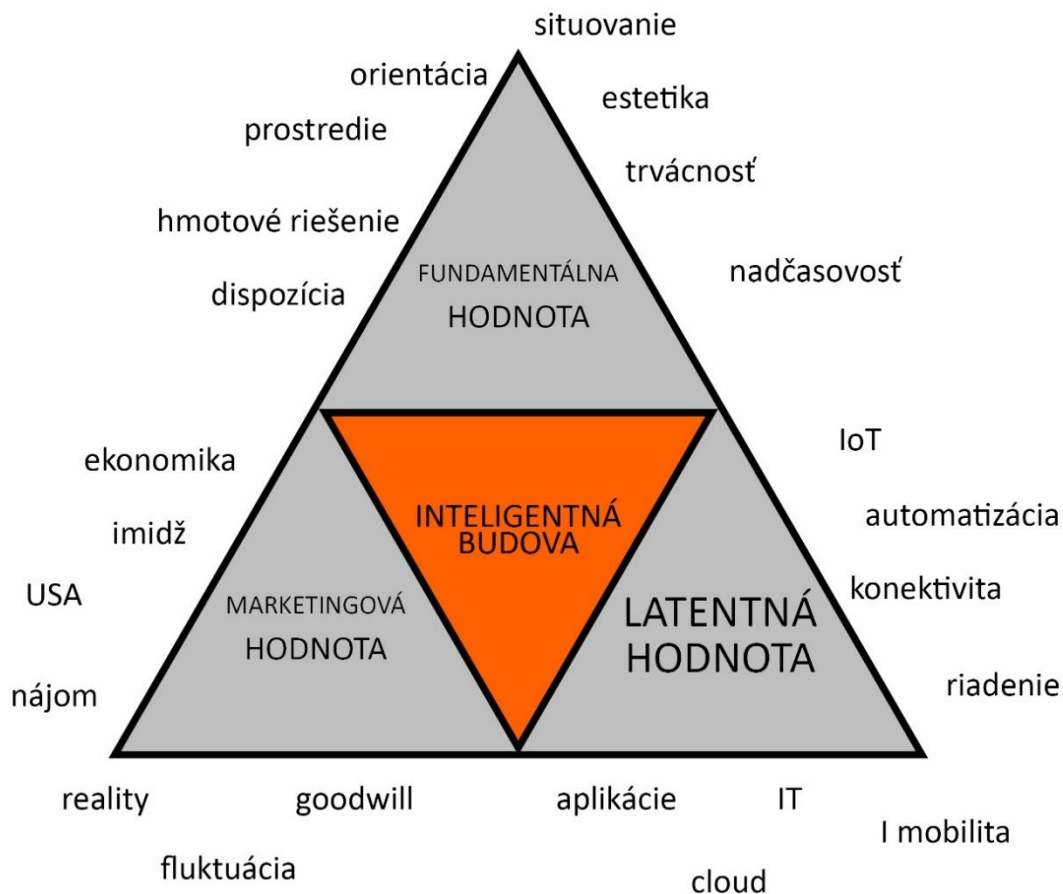 situovanie
orientácia
estetika
prostredie
trvácnosť
hmotové riešenie
nadčasovosť
FUNDAMENTÁLNA
HODNOTA
dispozícia
IoT
ekonomika
automatizácia
imidž
INTELIGENTNÁ
BUDOVA
konektivita
USA
MARKETINGOVÁ
HODNOTA
LATENTNÁ
HODNOTA
riadenie
nájom
reality
goodwill
aplikácie
IT
I mobilita
fluktuácia
cloud